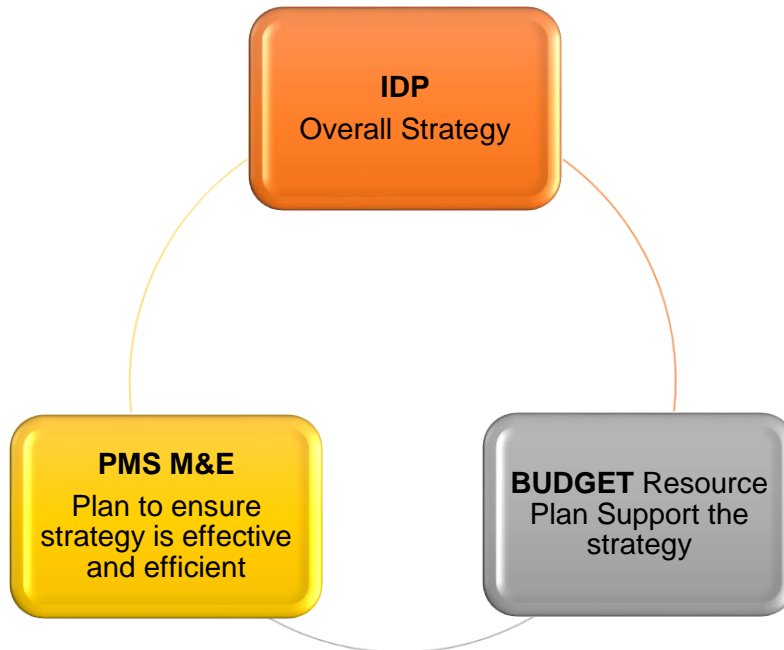 IDP
Overall Strategy
PMS M&E
Plan to ensure
strategy is effective
and efficient
BUDGET Resource
Plan Support the
strategy